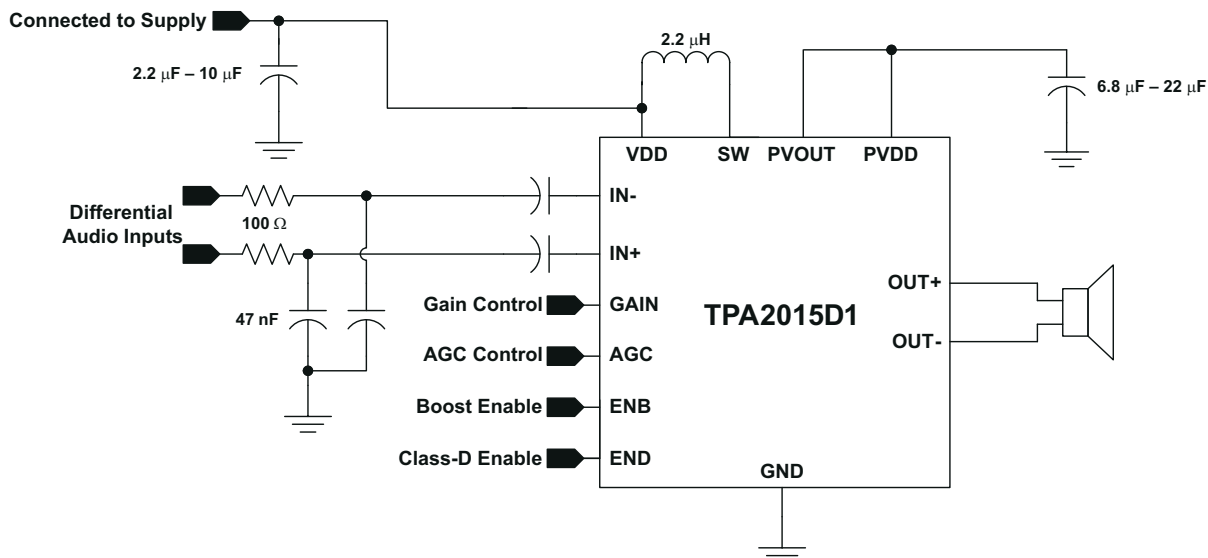 Connected to Supply
2.2 μH
2.2 μF – 10 μF
6.8 μF – 22 μF
VDD
SW
PVOUT
PVDD
Differential
Audio Inputs
100 Ω
IN-
IN+
47 nF
Gain Control
GAIN
AGC Control
AGC
Boost Enable
ENB
Class-D Enable
END
TPA2015D1
OUT+
OUT-
GND